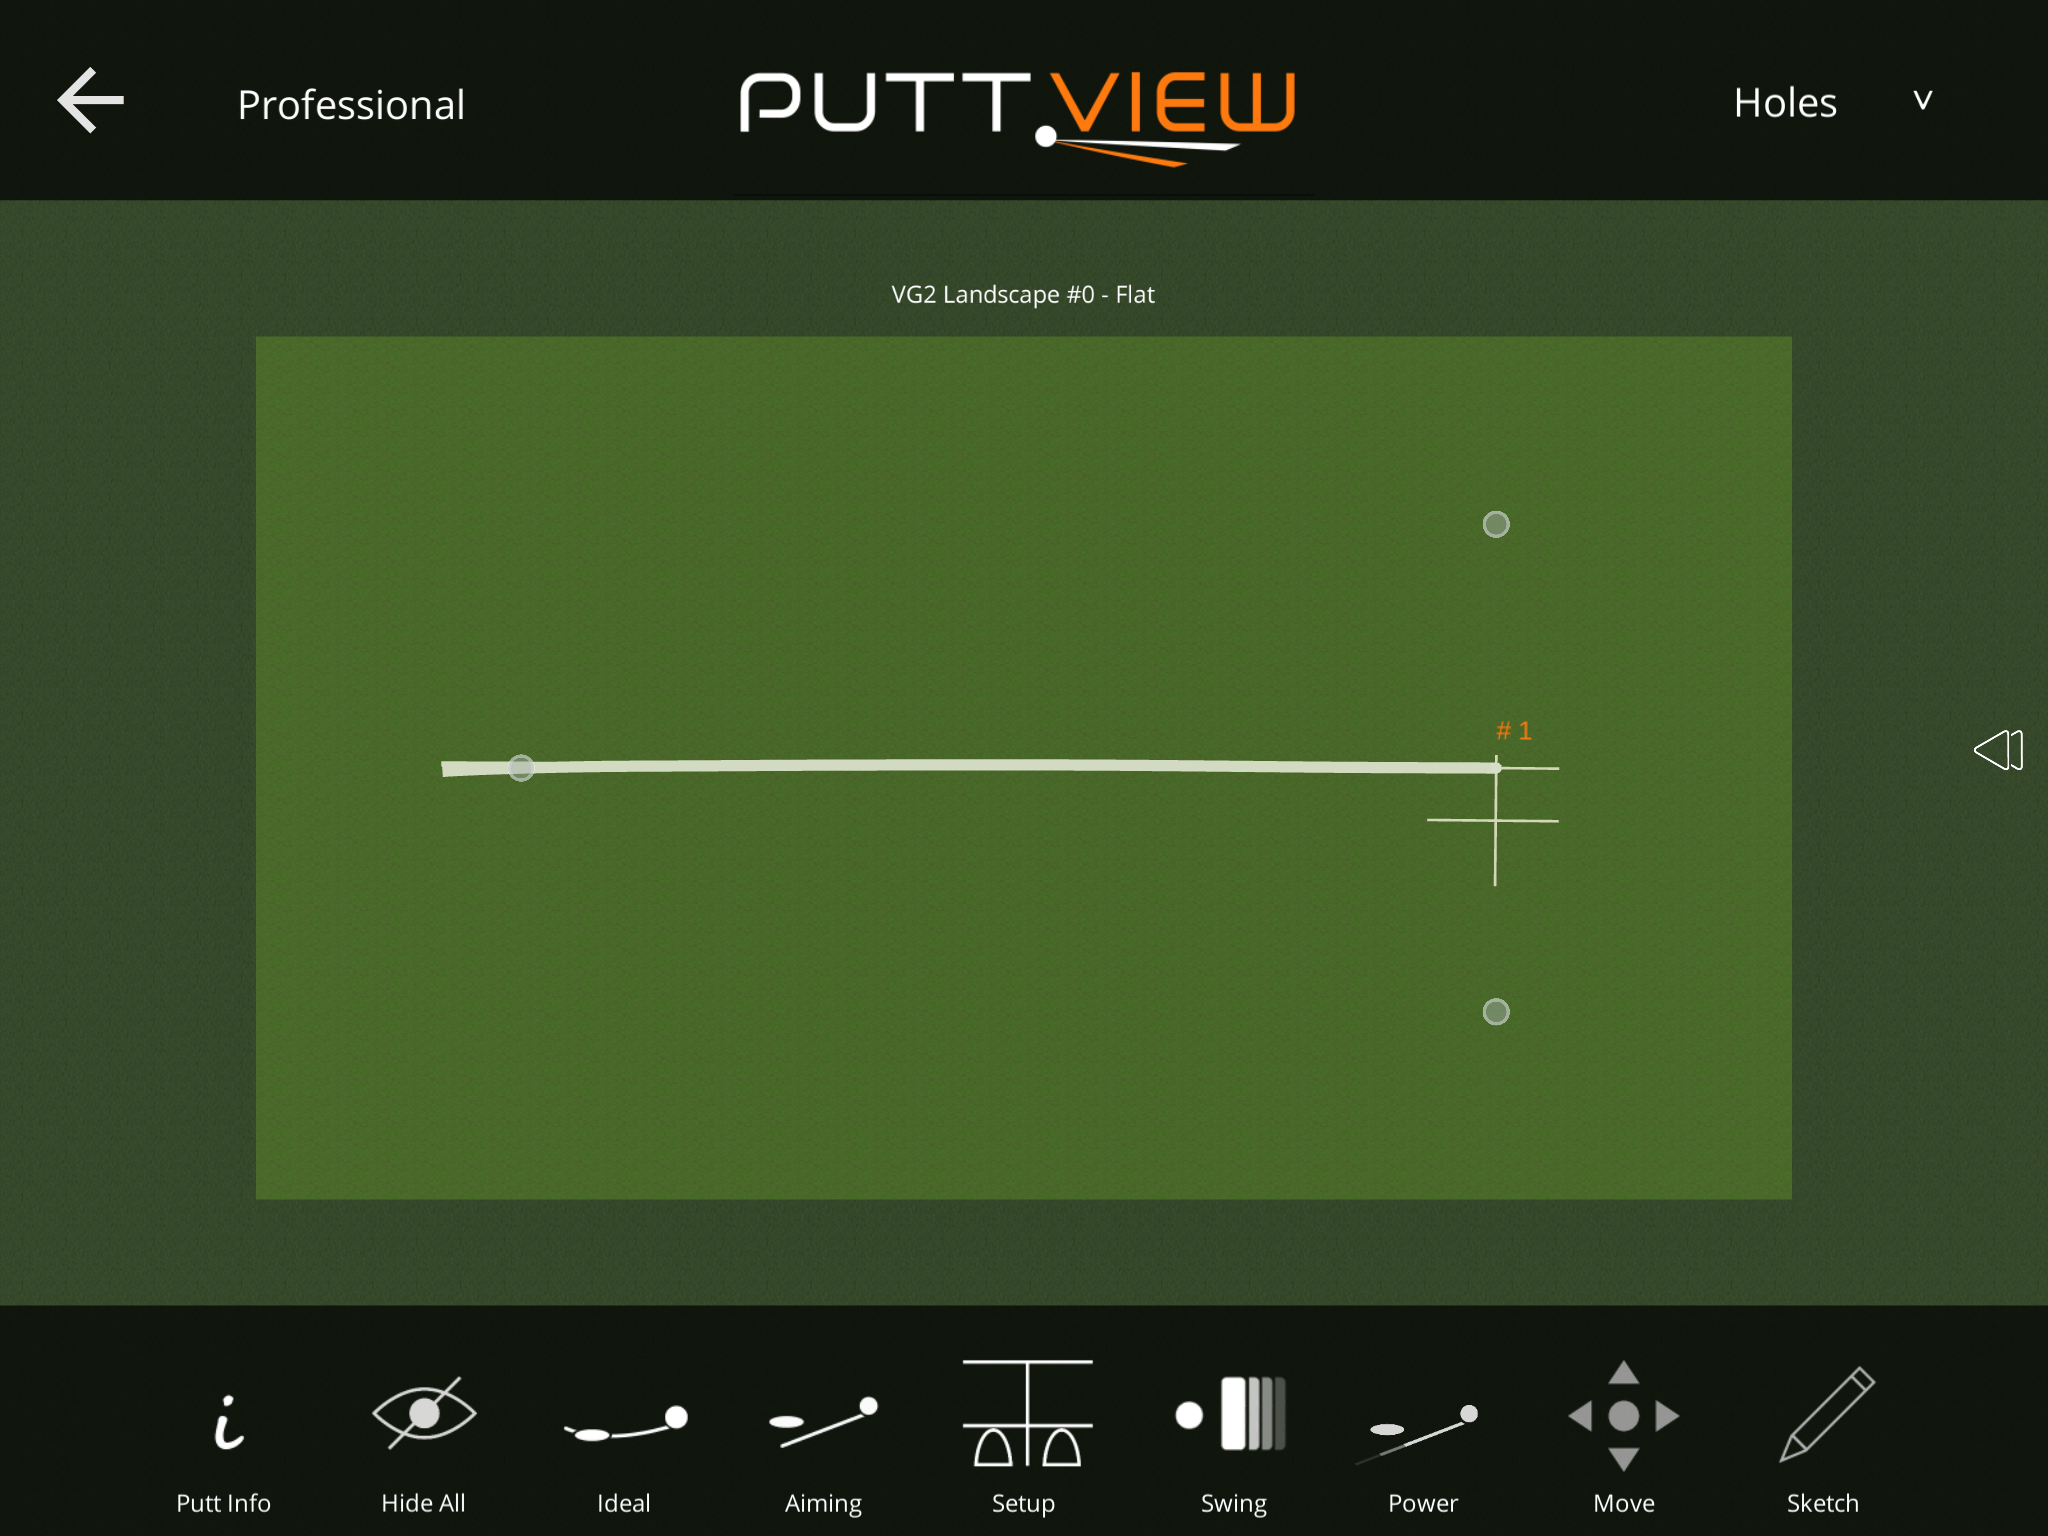 Professional
PUTT VIEW
Holes
VG2 Landscape #0 - Flat
# 1
Putt Info
Hide All
Ideal
Aiming
Setup
Swing
Power
Move
Sketch